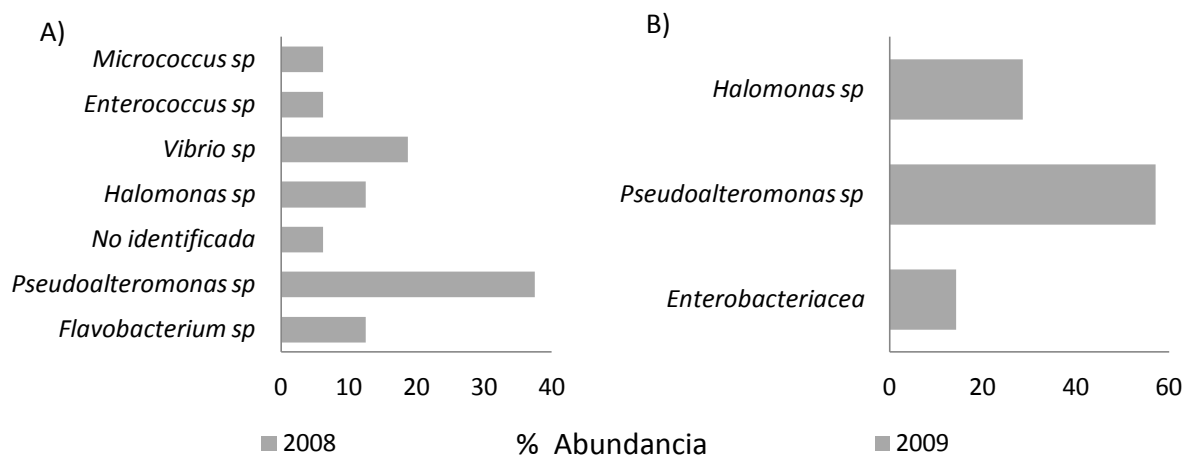 A)
Micrococcus sp
Enterococcus sp
Vibrio sp
Halomonas sp
No identificada
Pseudoalteromonas sp
Flavobacterium sp
0 10 20 30 40
2008
B)
Halomonas sp
Pseudoalteromonas sp
Enterobacteriacea
0 20 40 60
% Abundancia
2009